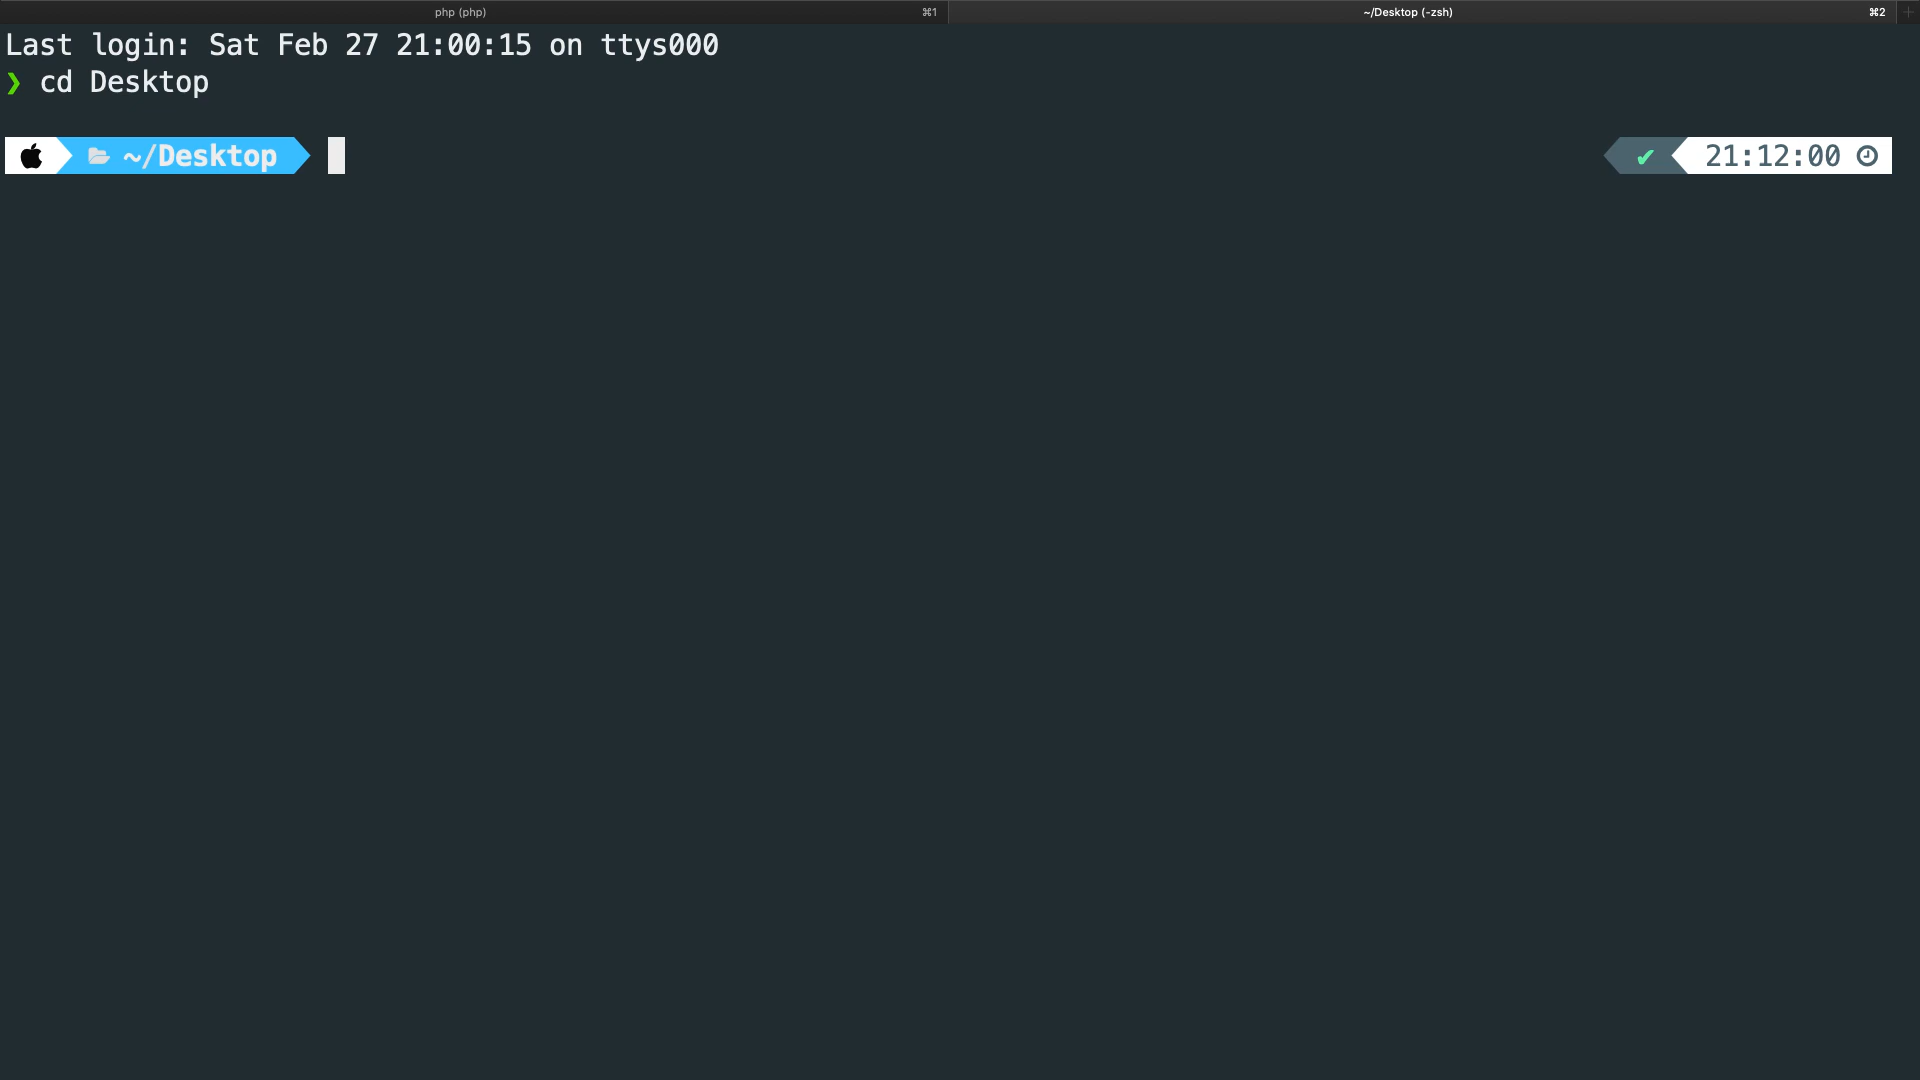 php (php) ⌘1 ~/Desktop (-zsh) ⌘2
Last login: Sat Feb 27 21:00:15 on ttys000
❯ cd Desktop
~/Desktop ✔ 21:12:00